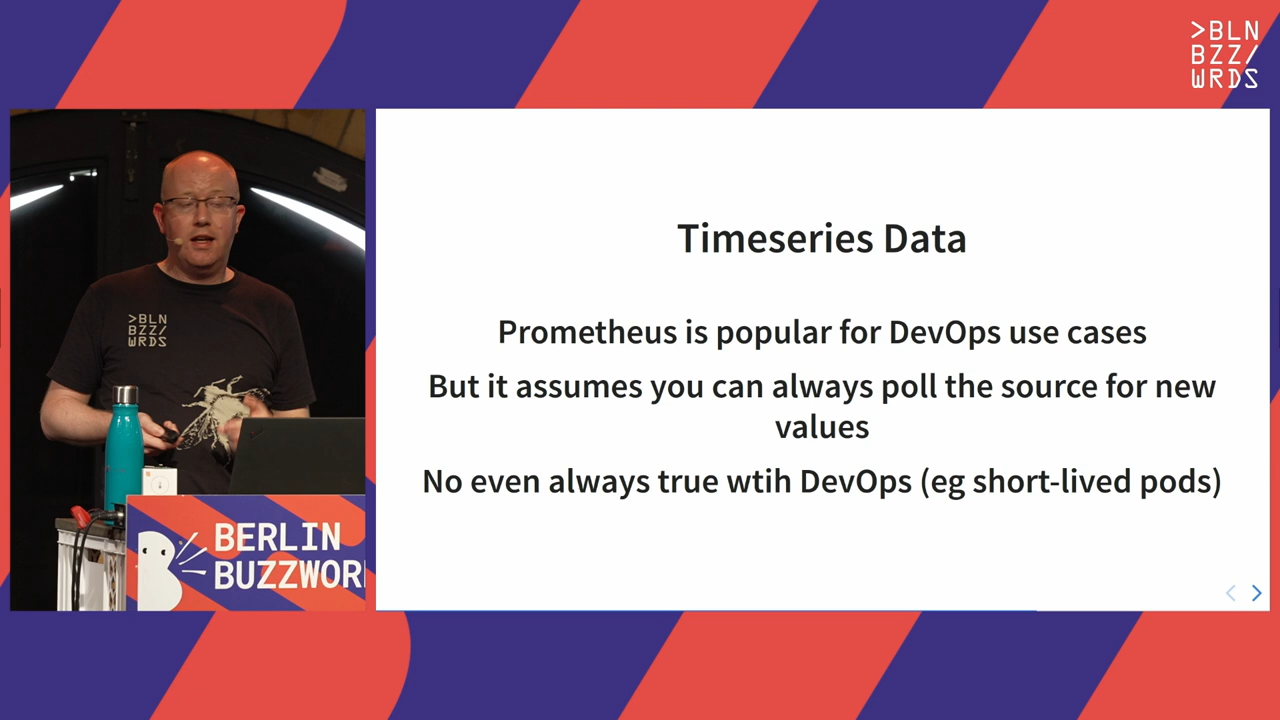 >BLN
BZZ/
WRDS
>BLN
BZZ/
WRDS
BERLIN
BUZZWOR
Timeseries Data
Prometheus is popular for DevOps use cases
But it assumes you can always poll the source for new
values
No even always true wtih DevOps (eg short-lived pods)